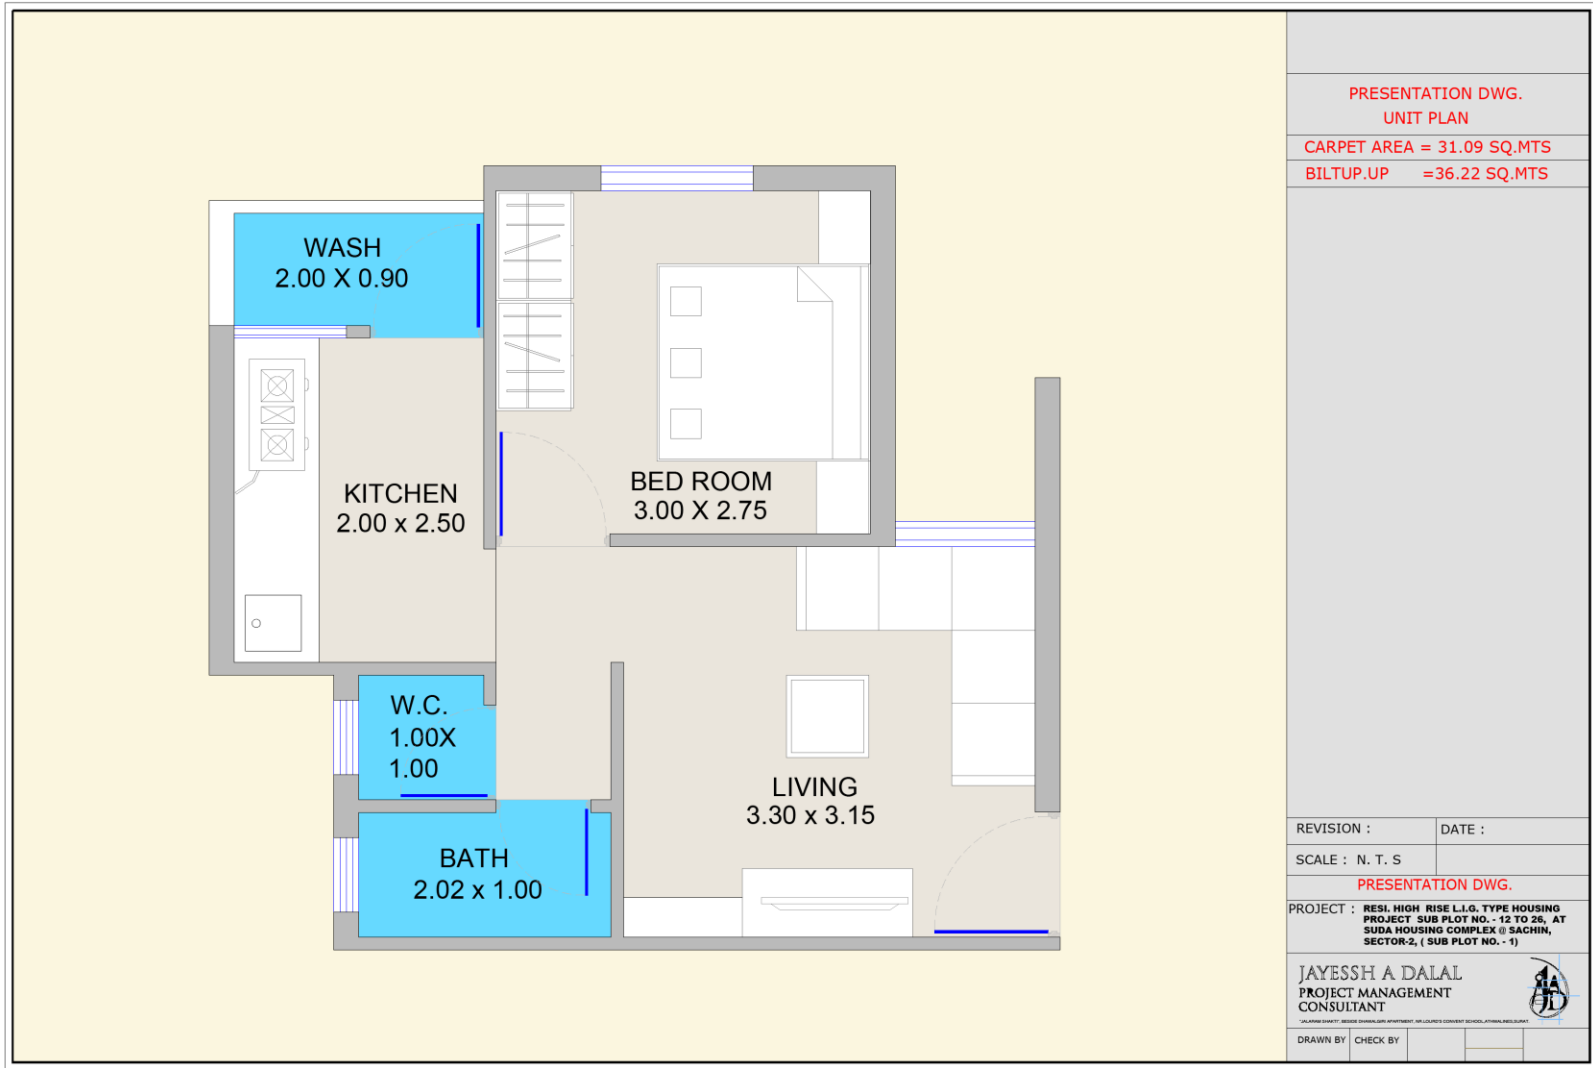 WASH
2.00 X 0.90
KITCHEN
2.00 x 2.50
BED ROOM
3.00 X 2.75
W.C.
1.00X
1.00
LIVING
3.30 x 3.15
BATH
2.02 x 1.00
PRESENTATION DWG.
UNIT PLAN
CARPET AREA = 31.09 SQ.MTS
BILTUP.UP =36.22 SQ.MTS
REVISION :
DATE :
SCALE : N. T. S
PRESENTATION DWG.
PROJECT : RESI. HIGH RISE L.I.G. TYPE HOUSING
PROJECT SUB PLOT NO. - 12 TO 26, AT
SUDA HOUSING COMPLEX @ SACHIN,
SECTOR-2, ( SUB PLOT NO. - 1)
JAYESSH A DALAL
PROJECT MANAGEMENT
CONSULTANT
DRAWN BY
CHECK BY